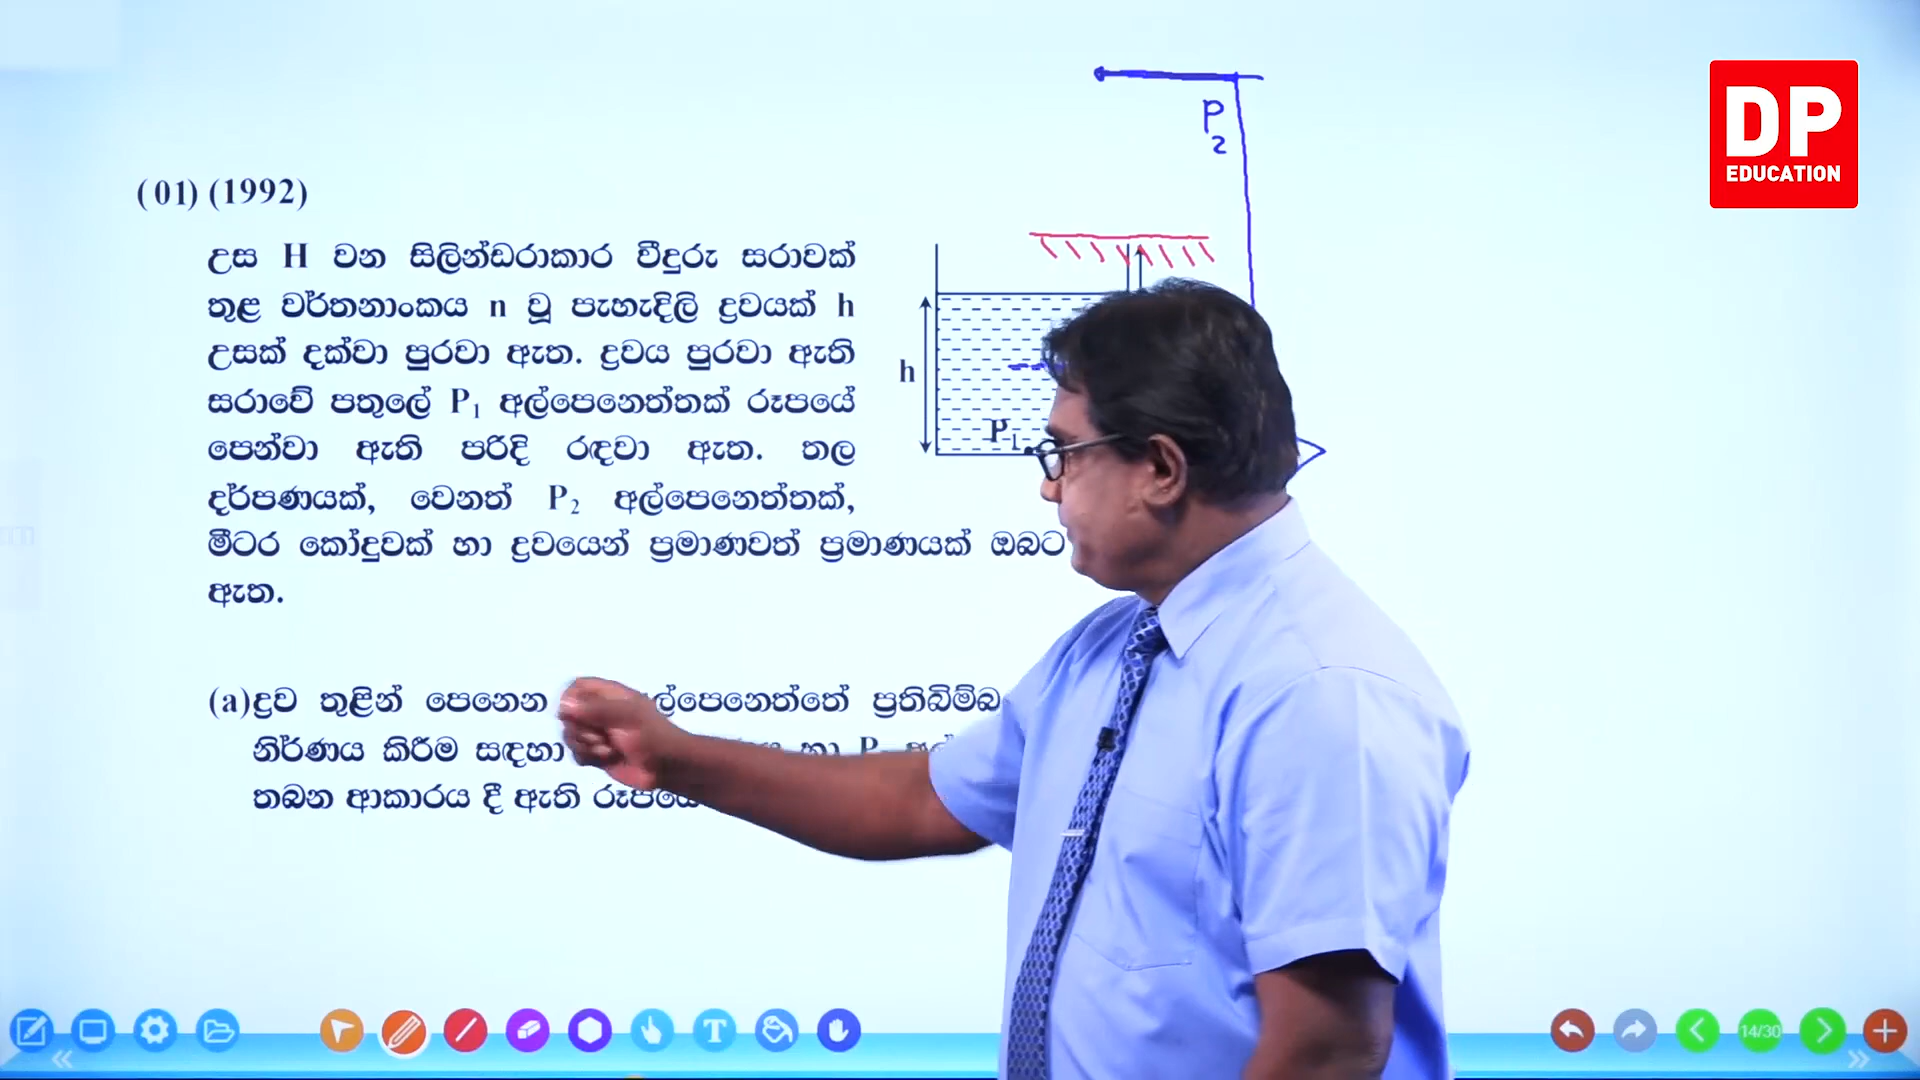 DP
EDUCATION
P2
(01) (1992)
උස H වන සිලින්ඩරාකාර වීදුරු සරාවක්
තුළ වර්තනාංකය n වූ පැහැදිලි ද්‍රවයක් h
උසක් දක්වා පුරවා ඇත. ද්‍රවය පුරවා ඇති
සරාවේ පතුලේ P₁ අල්පෙනෙත්තක් රූපයේ
පෙන්වා ඇති පරිදි රඳවා ඇත. තල
දර්පණයක්, වෙනත් P₂ අල්පෙනෙත්තක්,
මීටර කෝදුවක් හා ද්‍රවයෙන් ප්‍රමාණවත් ප්‍රමාණයක් ඔබට
ඇත.
h
P₁
(a) ද්‍රව තුළින් පෙනෙන ල්පෙනෙත්තේ ප්‍රතිබිම්බ
නිර්ණය කිරීම සඳහා හා P
තබන ආකාරය දී ඇති
T
14/30